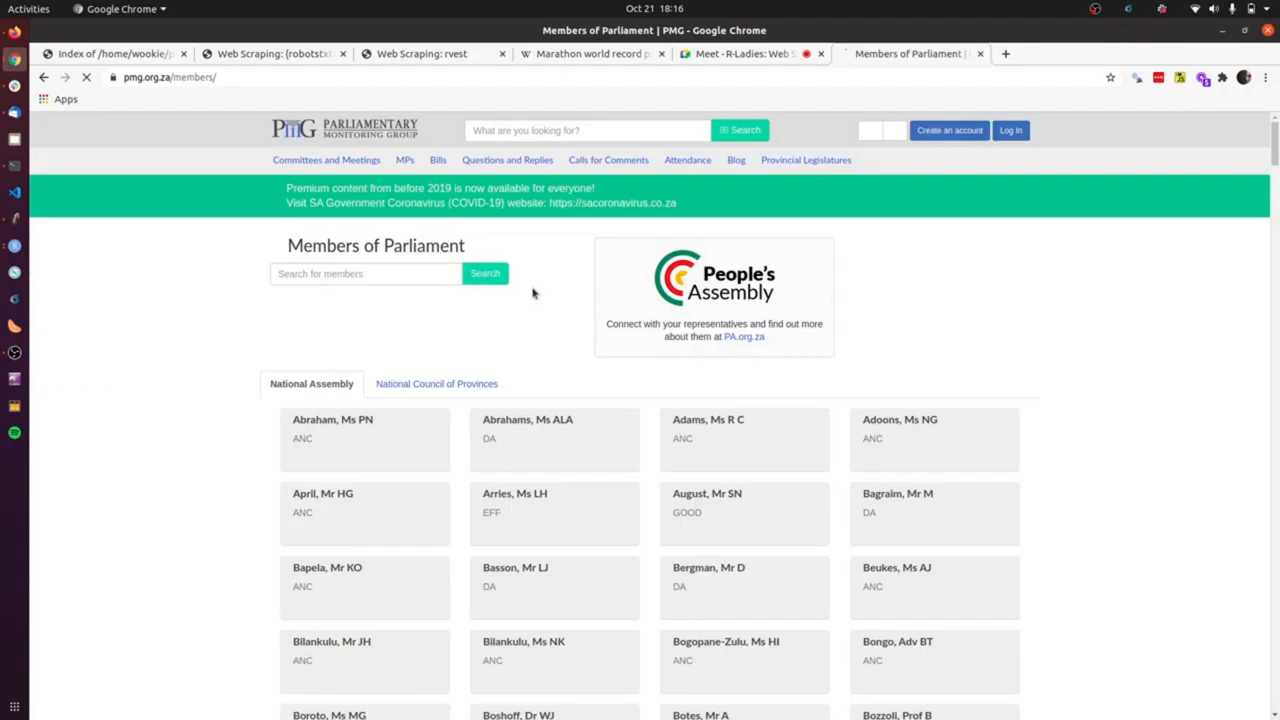 Activities
Google Chrome
Oct 21 18:16
Members of Parliament | PMG - Google Chrome
Index of /home/wookie/p
Web Scraping: {robotstxt
Web Scraping: rvest
Marathon world record p
Meet - R-Ladies: Web S
Members of Parliament |
pmg.org.za/members/
Apps
PMG PARLIAMENTARY MONITORING GROUP
What are you looking for?
Search
Create an account
Log In
Committees and Meetings
MPs
Bills
Questions and Replies
Calls for Comments
Attendance
Blog
Provincial Legislatures
Premium content from before 2019 is now available for everyone!
Visit SA Government Coronavirus (COVID-19) website: https://sacoronavirus.co.za
Members of Parliament
Search for members
Search
People's
Assembly
Connect with your representatives and find out more
about them at PA.org.za
National Assembly
National Council of Provinces
Abraham, Ms PN
ANC
Abrahams, Ms ALA
DA
Adams, Ms R C
ANC
Adoons, Ms NG
ANC
April, Mr HG
ANC
Arries, Ms LH
EFF
August, Mr SN
GOOD
Bagraim, Mr M
DA
Bapela, Mr KO
ANC
Basson, Mr LJ
DA
Bergman, Mr D
DA
Beukes, Ms AJ
ANC
Bilankulu, Mr JH
ANC
Bilankulu, Ms NK
ANC
Bogopane-Zulu, Ms HI
ANC
Bongo, Adv BT
ANC
Boroto, Ms MG
Boshoff, Dr WJ
Botes, Mr A
Bozzoli, Prof B